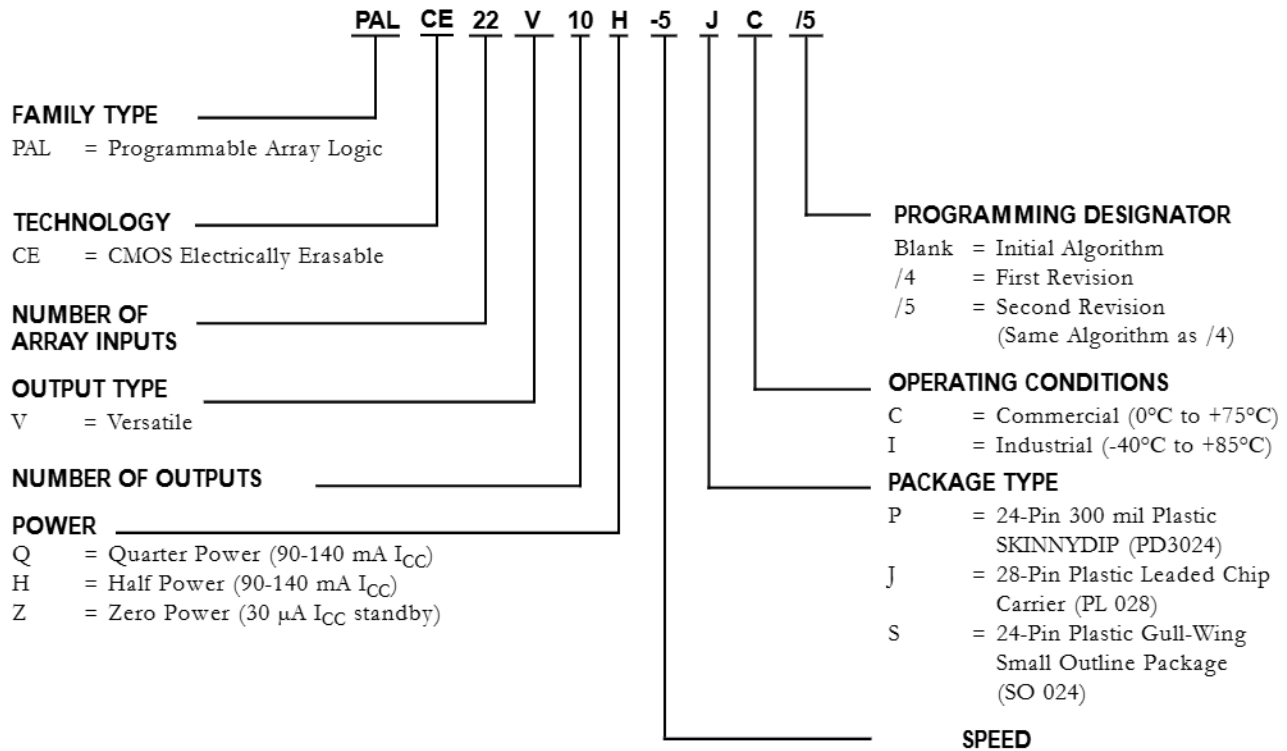 PAL CE 22 V 10 H -5 J C /5
FAMILY TYPE
PAL = Programmable Array Logic
TECHNOLOGY
CE = CMOS Electrically Erasable
NUMBER OF
ARRAY INPUTS
OUTPUT TYPE
V = Versatile
NUMBER OF OUTPUTS
POWER
Q = Quarter Power (90-140 mA ICC)
H = Half Power (90-140 mA ICC)
Z = Zero Power (30 µA ICC standby)
PROGRAMMING DESIGNATOR
Blank = Initial Algorithm
/4 = First Revision
/5 = Second Revision
(Same Algorithm as /4)
OPERATING CONDITIONS
C = Commercial (0°C to +75°C)
I = Industrial (-40°C to +85°C)
PACKAGE TYPE
P = 24-Pin 300 mil Plastic
SKINNYDIP (PD3024)
J = 28-Pin Plastic Leaded Chip
Carrier (PL 028)
S = 24-Pin Plastic Gull-Wing
Small Outline Package
(SO 024)
SPEED